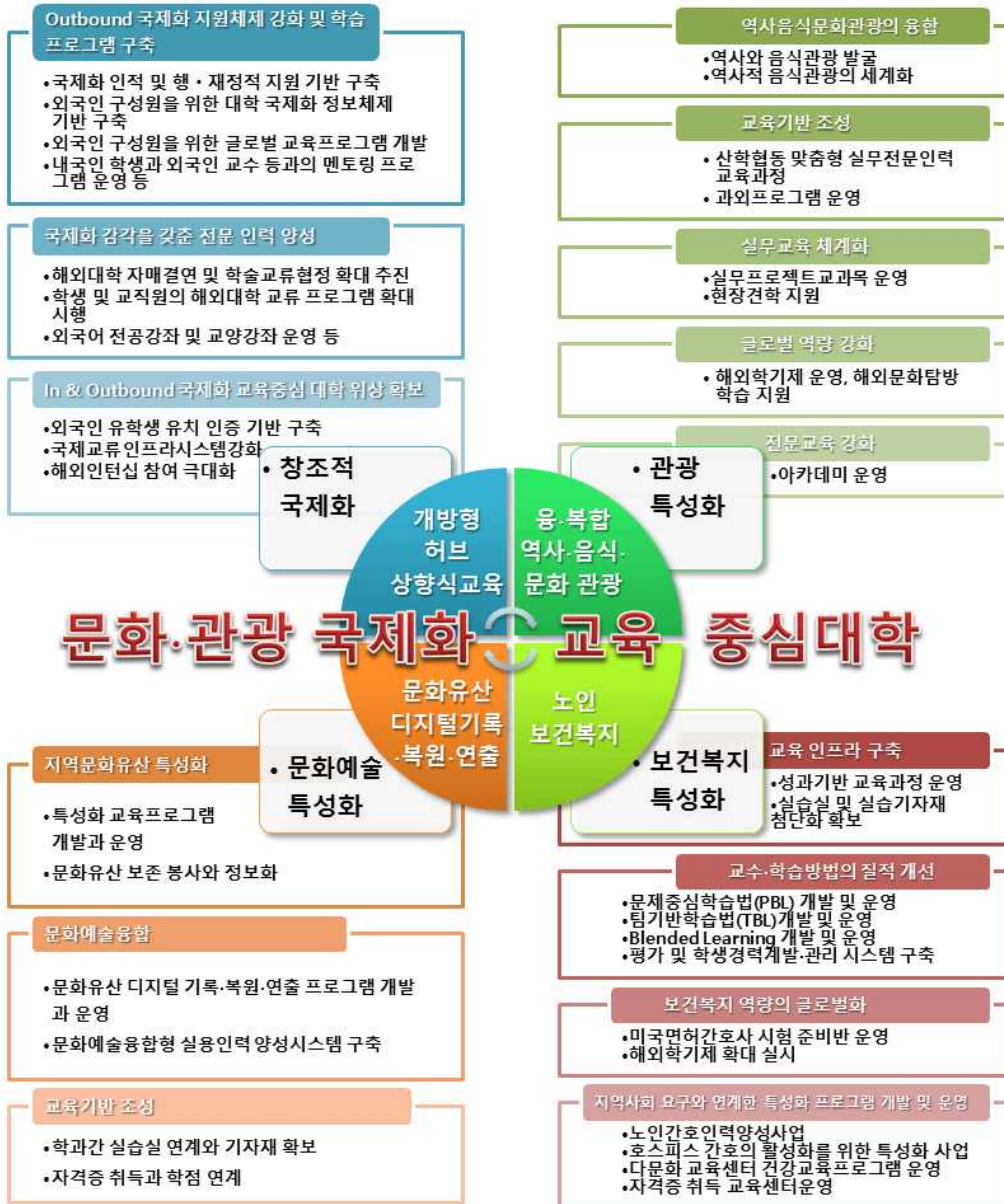 Outbound 국제화 지원체제 강화 및 학습
프로그램 구축
•국제화 인적 및 행·재정적 지원 기반 구축
•외국인 구성원을 위한 대학 국제화 정보체제
기반 구축
•외국인 구성원을 위한 글로벌 교육프로그램 개발
•내국인 학생과 외국인 교수 등과의 멘토링 프로
그램 운영 등
국제화 감각을 갖춘 전문 인력 양성
•해외대학 자매결연 및 학술교류협정 확대 추진
•학생 및 교직원의 해외대학 교류 프로그램 확대
시행
•외국어 전공강좌 및 교양강좌 운영 등
In & Outbound 국제화 교육중심 대학 위상 확보
•외국인 유학생 유치 인증 기반 구축
•국제교류인프라시스템강화
•해외인턴십 참여 극대화
• 창조적
국제화
역사음식문화관광의 융합
•역사와 음식관광 발굴
•역사적 음식관광의 세계화
교육기반 조성
• 산학협동 맞춤형 실무전문인력
교육과정
• 과외프로그램 운영
실무교육 체계화
•실무프로젝트교과목 운영
•현장견학 지원
글로벌 역량 강화
• 해외학기제 운영, 해외문화탐방
학습 지원
전문교육 강화
•아카데미 운영
• 관광
특성화
개방형
허브
상향식교육
융·복합
역사·음식·
문화 관광
문화·관광 국제화 교육 중심대학
문화유산
디지털기록
·복원·연출
노인
보건복지
• 문화예술
특성화
지역문화유산 특성화
•특성화 교육프로그램
개발과 운영
•문화유산 보존 봉사와 정보화
문화예술융합
•문화유산 디지털 기록·복원·연출 프로그램 개발
과 운영
•문화예술융합형 실용인력 양성시스템 구축
교육기반 조성
•학과간 실습실 연계와 기자재 확보
•자격증 취득과 학점 연계
• 보건복지
특성화
교육 인프라 구축
•성과기반 교육과정 운영
•실습실 및 실습기자재
첨단화 확보
교수·학습방법의 질적 개선
•문제중심학습법(PBL) 개발 및 운영
•팀기반학습법(TBL)개발 및 운영
•Blended Learning 개발 및 운영
•평가 및 학생경력개발·관리 시스템 구축
보건복지 역량의 글로벌화
•미국면허간호사 시험 준비반 운영
•해외학기제 확대 실시
지역사회 요구와 연계한 특성화 프로그램 개발 및 운영
•노인간호인력양성사업
•호스피스 간호의 활성화를 위한 특성화 사업
•다문화 교육센터 건강교육프로그램 운영
•자격증 취득 교육센터운영